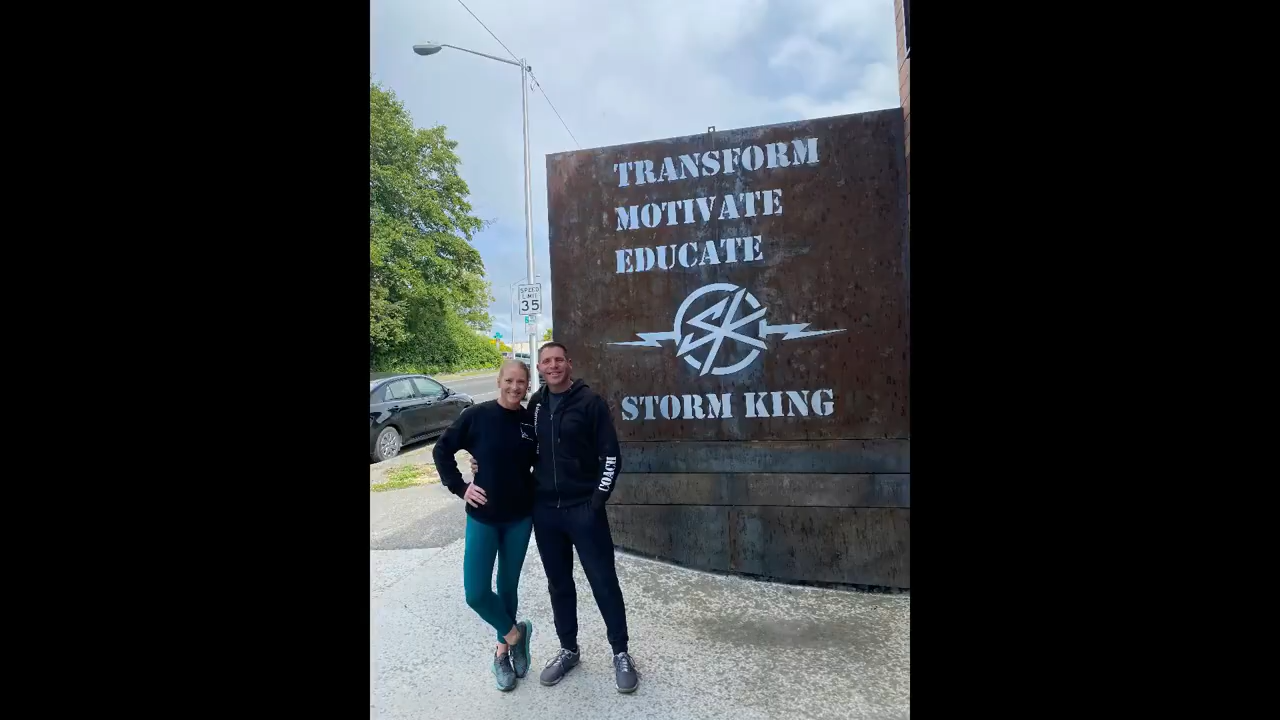 TRANSFORM
MOTIVATE
EDUCATE
SK
STORM KING
SPEED
LIMIT
35
COACH